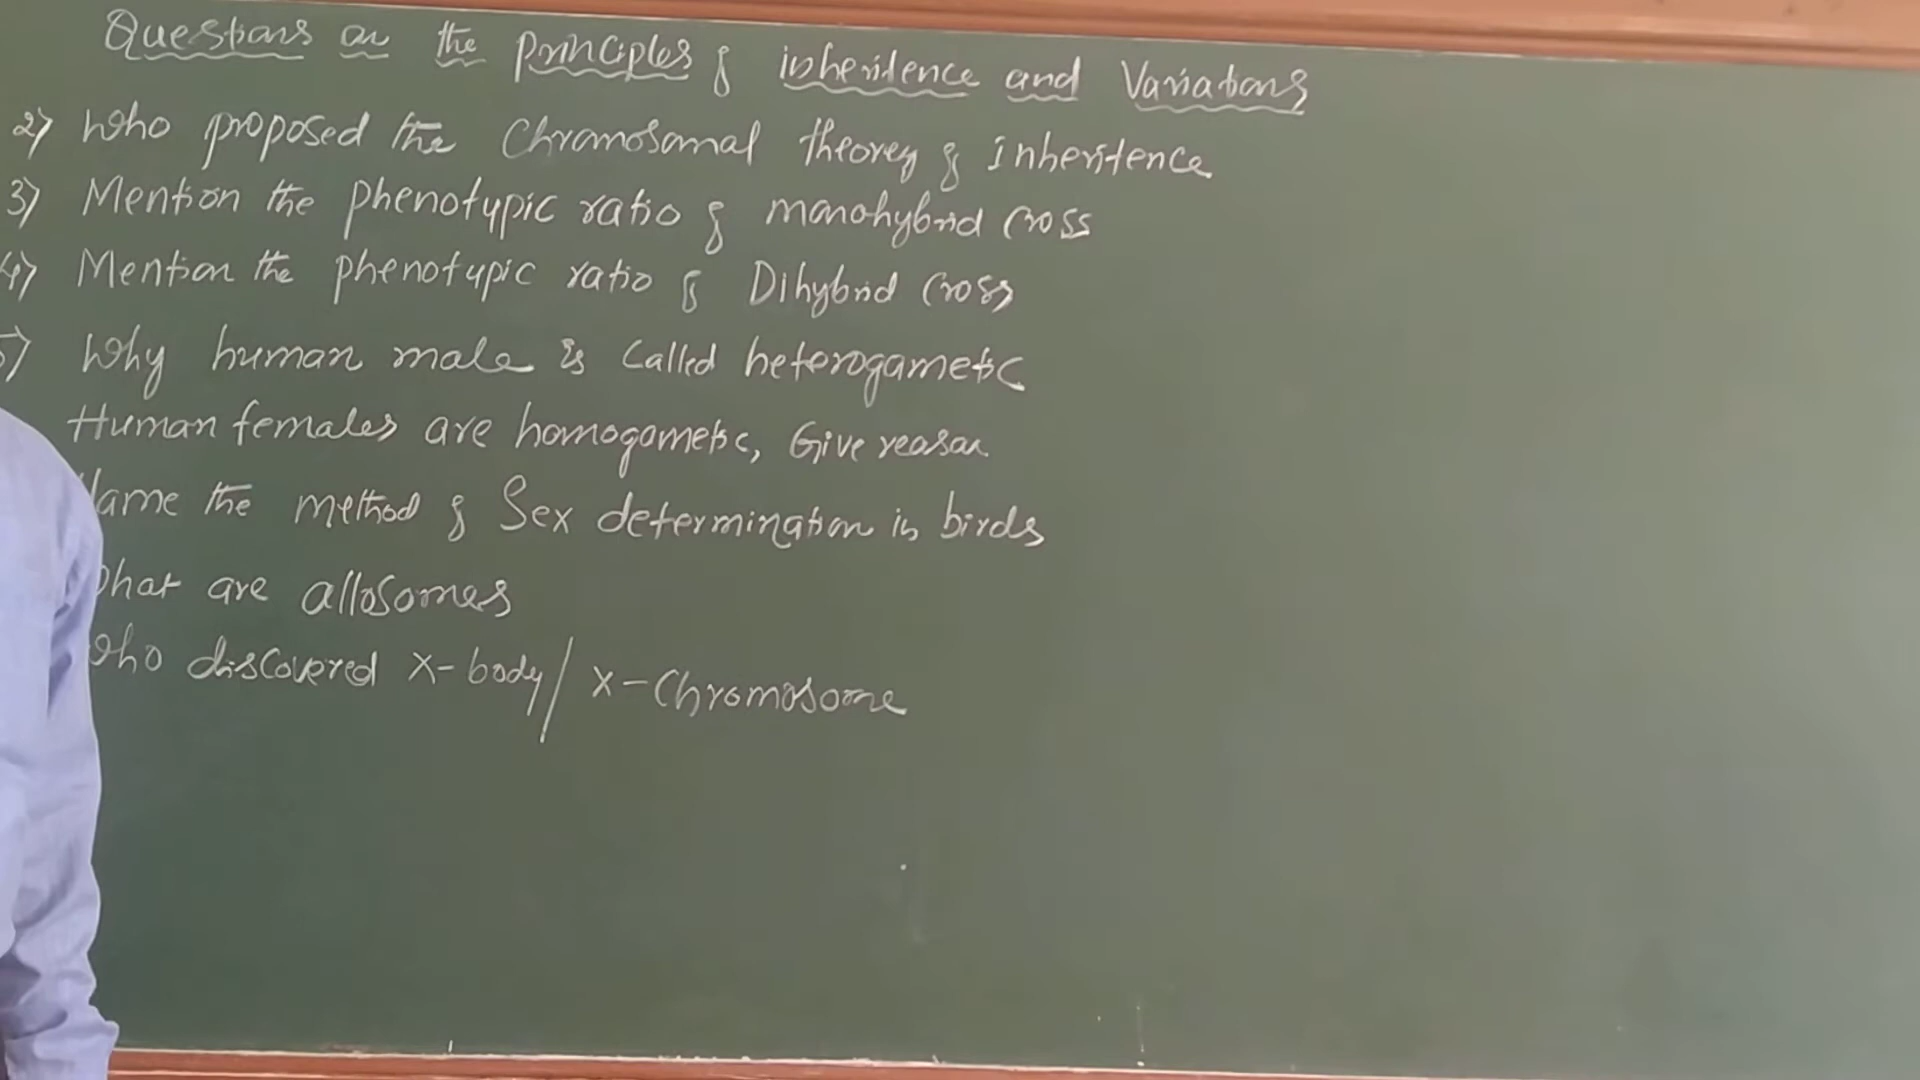 Questions on the principles of inheritence and Variations
2) Who proposed the Chromosomal theorey of inheritence
3) Mention the phenotypic ratio of monohybrid cross
4) Mention the phenotypic ratio of Dihybrid cross
5) Why human male is called heterogametic
Human females are homogametic, Give reason
Name the method of Sex determination in birds
What are allosomes
Who discovered X-body/ X-Chromosome